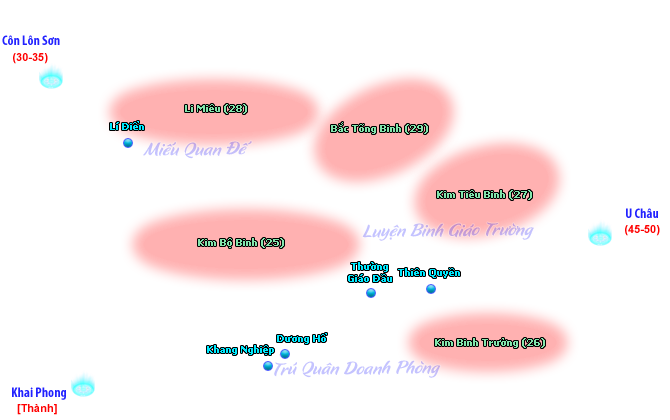 Côn Lôn Sơn
(30-35)
Li Miêu (28)
Lí Điển
Miếu Quan Đế
Bắc Tống Binh (29)
Kim Tiêu Binh (27)
U Châu
(45-50)
Luyện Binh Giáo Trường
Kim Bộ Binh (25)
Thường
Giáo Đầu
Thiên Quyền
Kim Binh Trưởng (26)
Dương Hổ
Khang Nghiệp
Trú Quân Doanh Phòng
Khai Phong
[Thành]